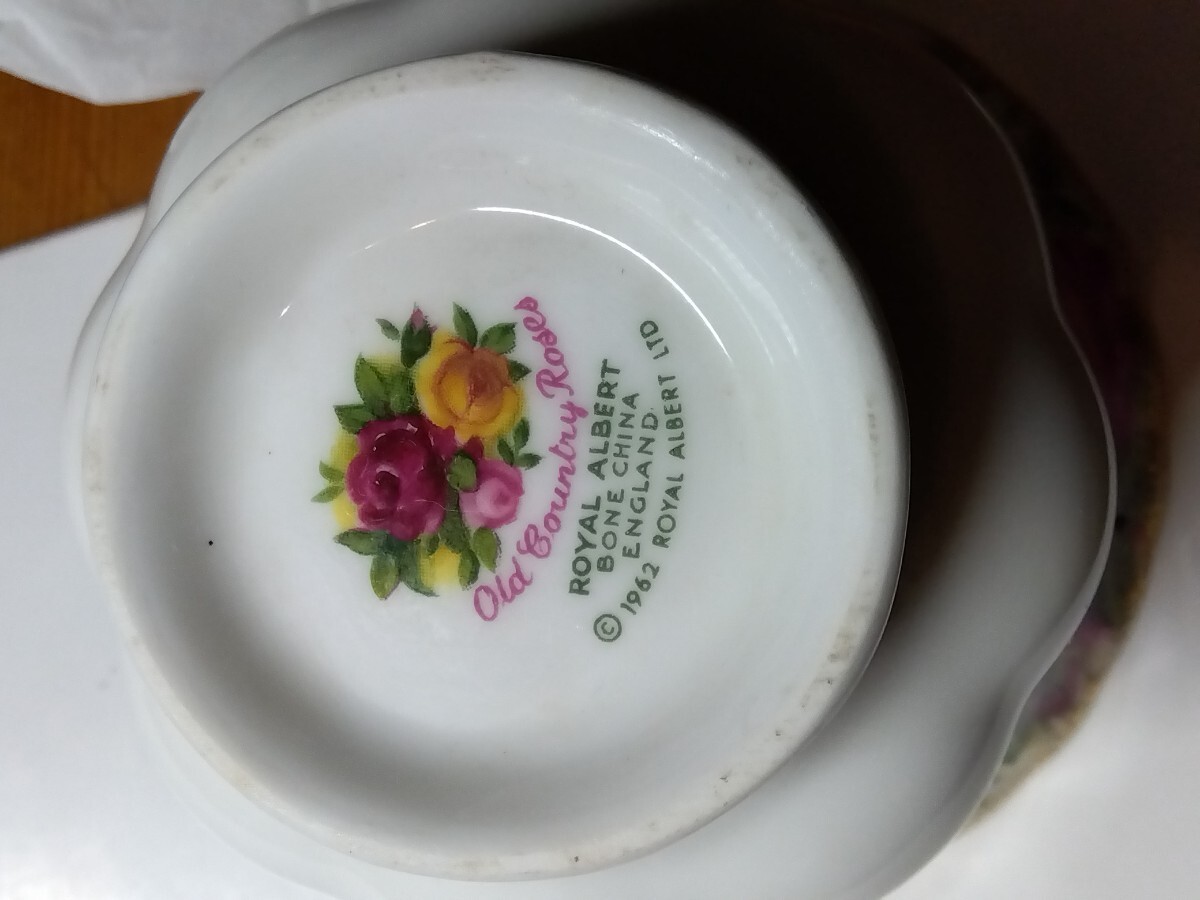 Old Country Roses
ROYAL ALBERT
BONE CHINA
ENGLAND
© 1962 ROYAL ALBERT LTD